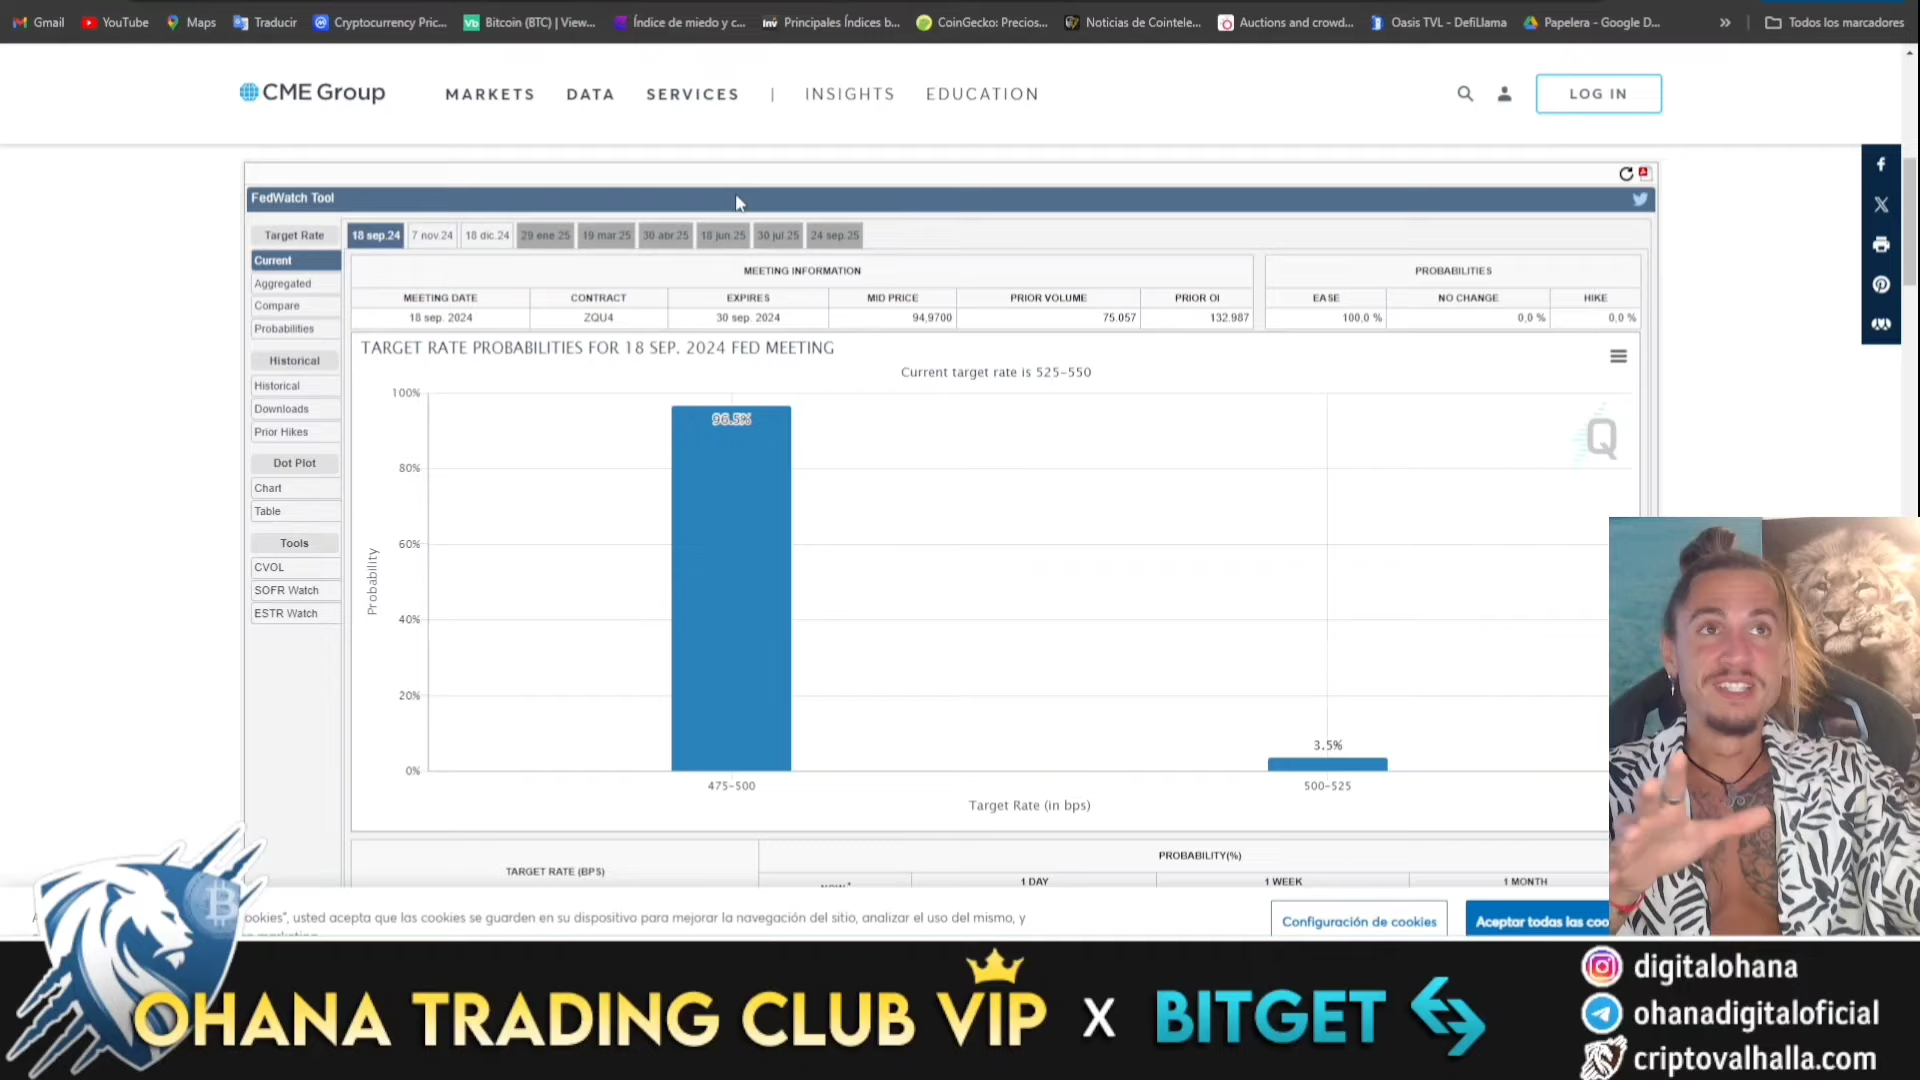 Gmail YouTube Maps Traducir Cryptocurrency Pric... Bitcoin (BTC) | View... Índice de miedo y c... Principales Índices b... CoinGecko: Precios... Noticias de Cointele... Auctions and crowd... Oasis TVL - DefiLlama Papelera - Google D... » Todos los marcadores
CME Group MARKETS DATA SERVICES | INSIGHTS EDUCATION LOG IN
FedWatch Tool
Target Rate
Current
Aggregated
Compare
Probabilities
Historical
Historical
Downloads
Prior Hikes
Dot Plot
Chart
Table
Tools
CVOL
SOFR Watch
ESTR Watch
18 sep.24 7 nov.24 18 dic.24 29 ene.25 19 mar.25 30 abr.25 18 jun.25 30 jul.25 24 sep.25
MEETING INFORMATION PROBABILITIES
MEETING DATE CONTRACT EXPIRES MID PRICE PRIOR VOLUME PRIOR OI EASE NO CHANGE HIKE
18 sep. 2024 ZQU4 30 sep. 2024 94,9700 75.057 132.987 100,0 % 0,0 % 0,0 %
TARGET RATE PROBABILITIES FOR 18 SEP. 2024 FED MEETING
Current target rate is 525-550
100%
80%
60%
40%
20%
0%
Probability
96.5%
3.5%
475-500 500-525
Target Rate (in bps)
Q
TARGET RATE (BPS) PROBABILITY(%)
1 DAY 1 WEEK 1 MONTH
ookies", usted acepta que las cookies se guarden en su dispositivo para mejorar la navegación del sitio, analizar el uso del mismo, y
Configuración de cookies Aceptar todas las coo
OHANA TRADING CLUB VIP X BITGET
digitalohana
ohanadigitaloficial
criptovalhalla.com